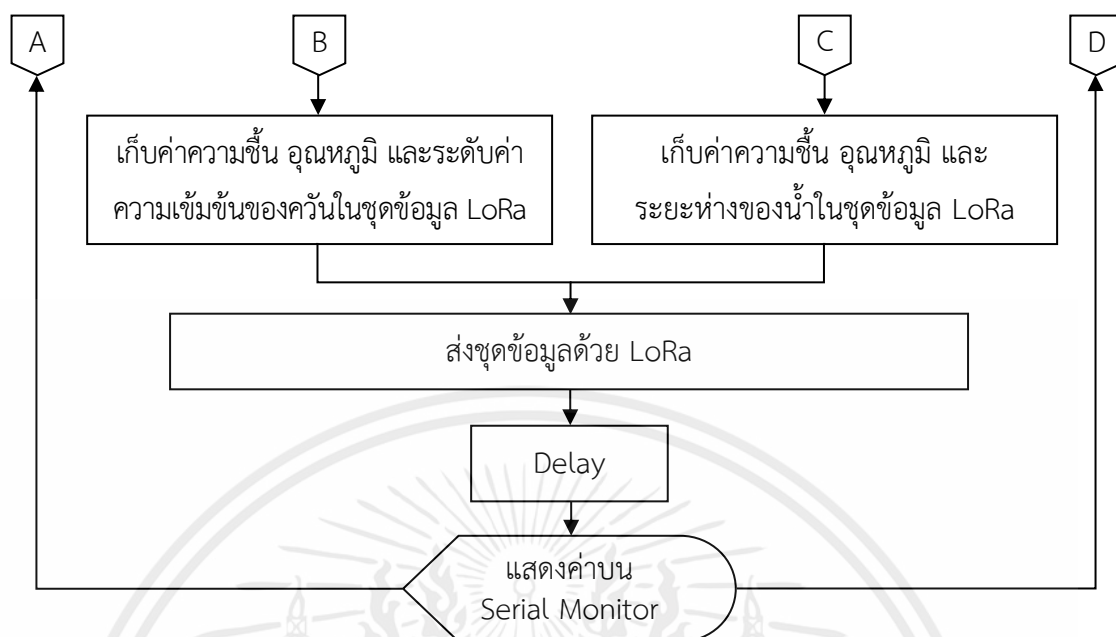 A
B
C
D
เก็บค่าความชื้น อุณหภูมิ และระดับค่า
ความเข้มข้นของควันในชุดข้อมูล LoRa
เก็บค่าความชื้น อุณหภูมิ และ
ระยะห่างของน้ำในชุดข้อมูล LoRa
ส่งชุดข้อมูลด้วย LoRa
Delay
แสดงค่าบน
Serial Monitor